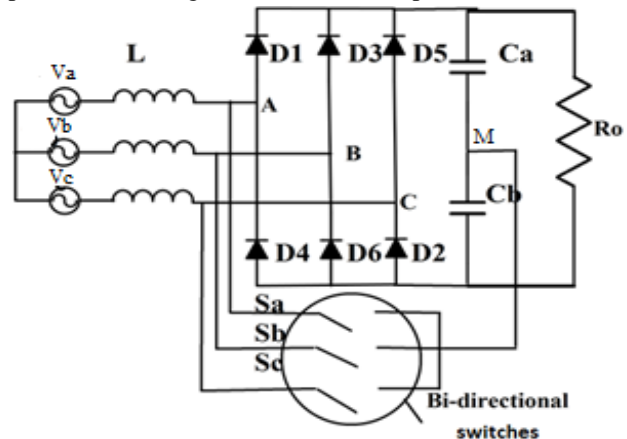 L
D1
D3
D5
Ca
Va
A
Ro
Vb
B
M
Vc
C
Cb
D4
D6
D2
Sa
Sb
Sc
Bi-directional
switches